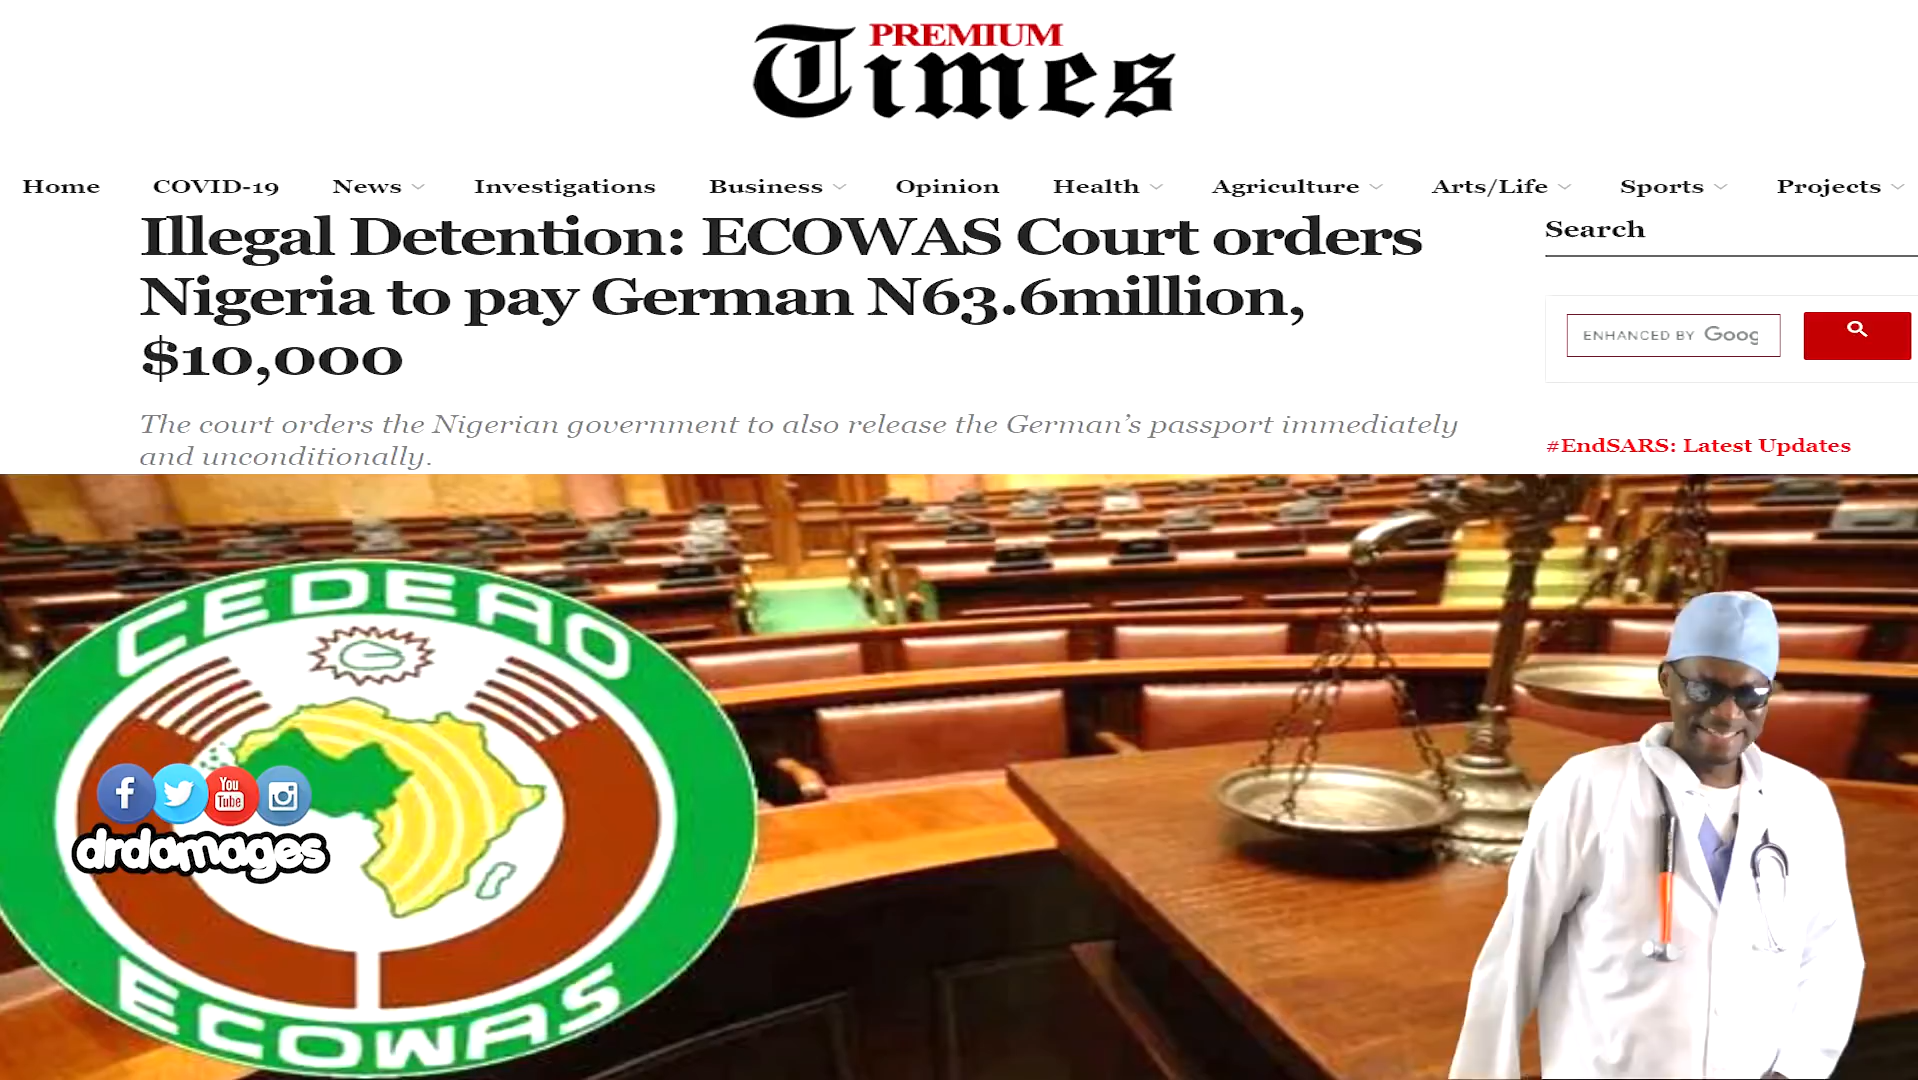 PREMIUM
Times
Home COVID-19 News Investigations Business Opinion Health Agriculture Arts/Life Sports Projects
Illegal Detention: ECOWAS Court orders
Nigeria to pay German N63.6million,
$10,000
The court orders the Nigerian government to also release the German's passport immediately
and unconditionally.
Search
ENHANCED BY Goog
#EndSARS: Latest Updates
CEDEAO
f
You
Tube
drdamages
ECOWAS